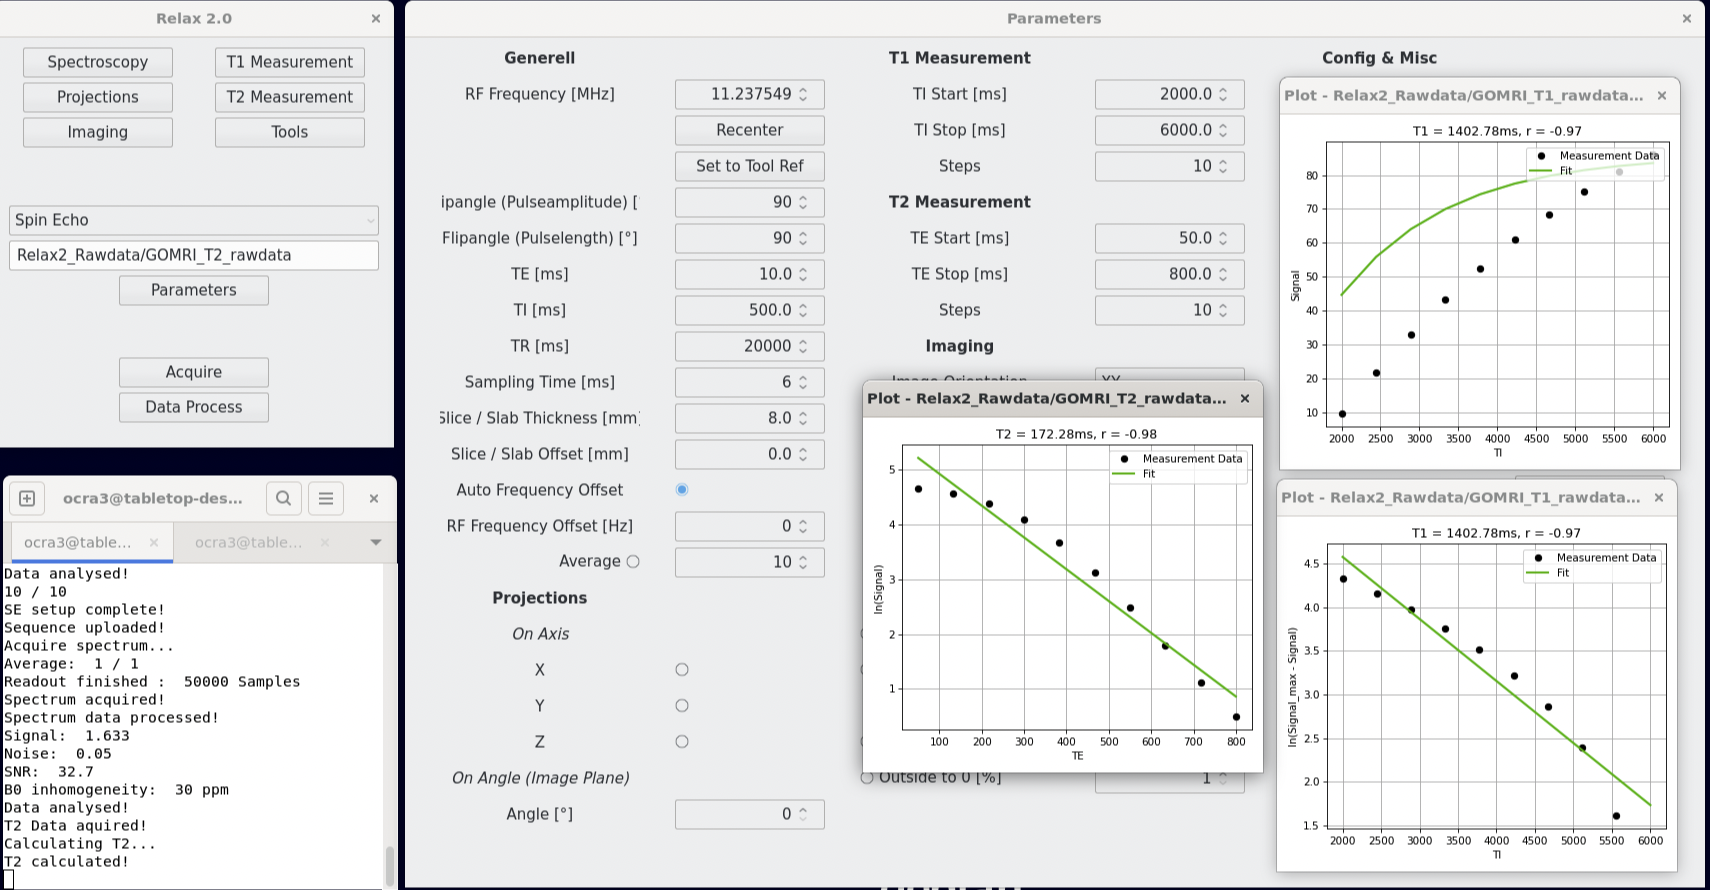 Relax 2.0
Spectroscopy
T1 Measurement
Projections
T2 Measurement
Imaging
Tools
Spin Echo
Relax2_Rawdata/GOMRI_T2_rawdata
Parameters
Acquire
Data Process
ocra3@tabletop-des...
ocra3@table...
ocra3@table...
Data analysed!
10 / 10
SE setup complete!
Sequence uploaded!
Acquire spectrum...
Average:  1 / 1
Readout finished :  50000 Samples
Spectrum acquired!
Spectrum data processed!
Signal:  1.633
Noise:  0.05
SNR:  32.7
B0 inhomogeneity:  30 ppm
Data analysed!
T2 Data aquired!
Calculating T2...
T2 calculated!
Parameters
Generell
RF Frequency [MHz] 11.237549
Recenter
Set to Tool Ref
ipangle (Pulseamplitude) [ 90
Flipangle (Pulselength) [°] 90
TE [ms] 10.0
TI [ms] 500.0
TR [ms] 20000
Sampling Time [ms] 6
Slice / Slab Thickness [mm] 8.0
Slice / Slab Offset [mm] 0.0
Auto Frequency Offset
RF Frequency Offset [Hz] 0
Average 10
Projections
On Axis
X
Y
Z
On Angle (Image Plane)
Angle [°] 0
T1 Measurement
TI Start [ms] 2000.0
TI Stop [ms] 6000.0
Steps 10
T2 Measurement
TE Start [ms] 50.0
TE Stop [ms] 800.0
Steps 10
Imaging
Image Orientation XY
Outside to 0 [%] 1
Config & Misc
Plot - Relax2_Rawdata/GOMRI_T1_rawdata...
T1 = 1402.78ms, r = -0.97
Measurement Data
Fit
Signal
80
70
60
50
40
30
20
10
2000 2500 3000 3500 4000 4500 5000 5500 6000
TI
Plot - Relax2_Rawdata/GOMRI_T2_rawdata...
T2 = 172.28ms, r = -0.98
Measurement Data
Fit
ln(Signal)
5
4
3
2
1
100 200 300 400 500 600 700 800
TE
Plot - Relax2_Rawdata/GOMRI_T1_rawdata...
T1 = 1402.78ms, r = -0.97
Measurement Data
Fit
ln(Signal_max - Signal)
4.5
4.0
3.5
3.0
2.5
2.0
1.5
2000 2500 3000 3500 4000 4500 5000 5500 6000
TI